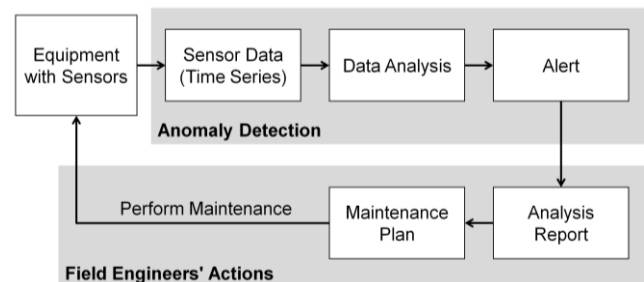 Equipment
with Sensors
Sensor Data
(Time Series)
Data Analysis
Alert
Anomaly Detection
Perform Maintenance
Maintenance
Plan
Analysis
Report
Field Engineers' Actions